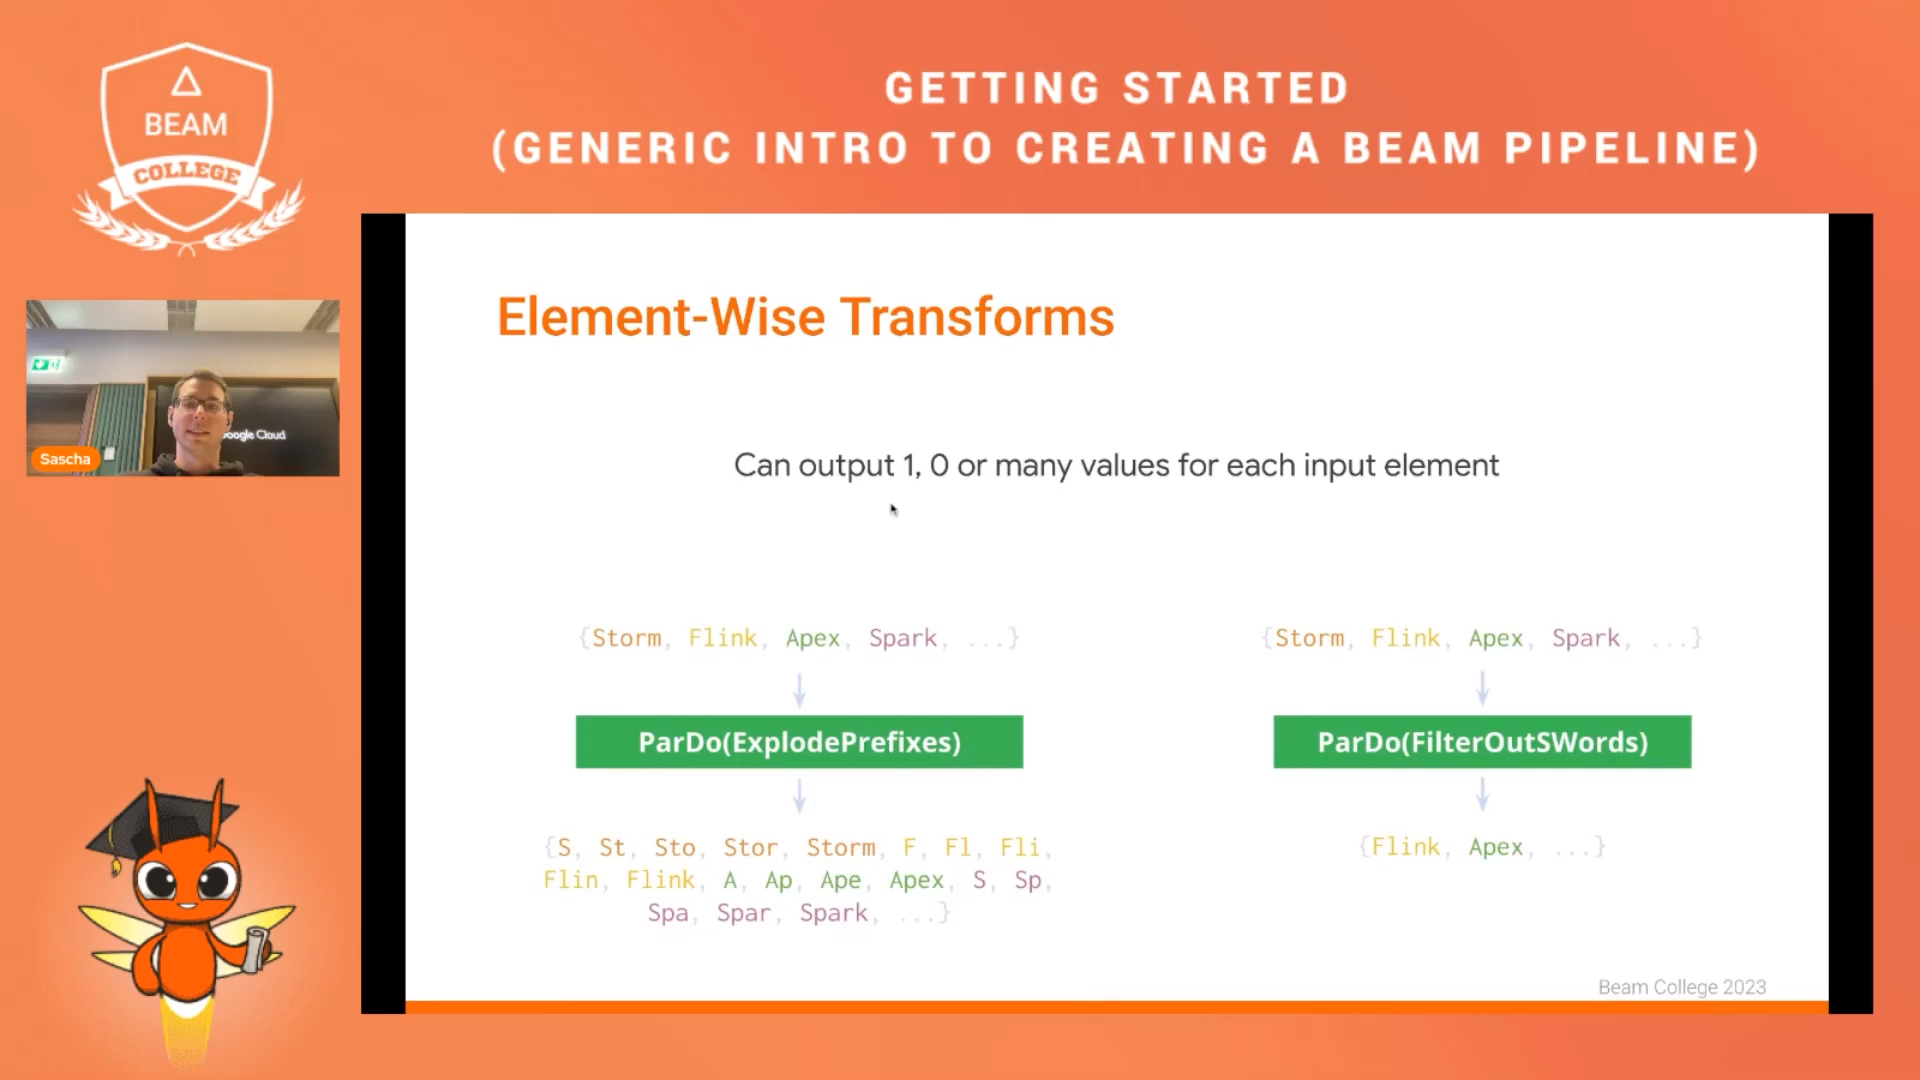 BEAM
COLLEGE
GETTING STARTED
(GENERIC INTRO TO CREATING A BEAM PIPELINE)
Google Cloud
Sascha
Element-Wise Transforms
Can output 1, 0 or many values for each input element
{Storm, Flink, Apex, Spark, ...}
ParDo(ExplodePrefixes)
{S, St, Sto, Stor, Storm, F, Fl, Fli,
Flin, Flink, A, Ap, Ape, Apex, S, Sp,
Spa, Spar, Spark, ...}
{Storm, Flink, Apex, Spark, ...}
ParDo(FilterOutSWords)
{Flink, Apex, ...}
Beam College 2023